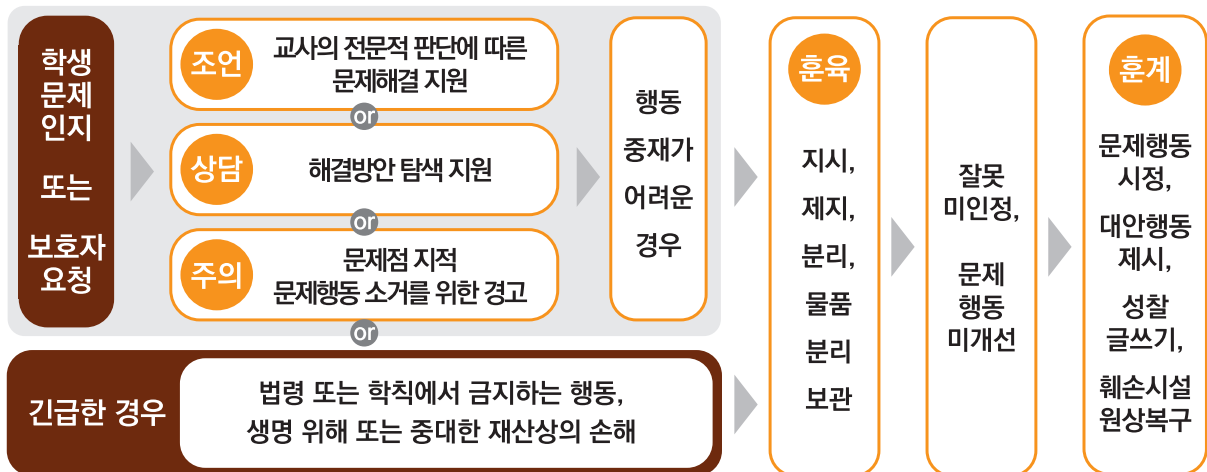 학생
문제
인지
또는
보호자
요청
조언
교사의 전문적 판단에 따른
문제해결 지원
or
상담
해결방안 탐색 지원
or
주의
문제점 지적
문제행동 소거를 위한 경고
or
행동
중재가
어려운
경우
긴급한 경우
법령 또는 학칙에서 금지하는 행동,
생명 위해 또는 중대한 재산상의 손해
훈육
지시,
제지,
분리,
물품
분리
보관
잘못
미인정,
문제
행동
미개선
훈계
문제행동
시정,
대안행동
제시,
성찰
글쓰기,
훼손시설
원상복구